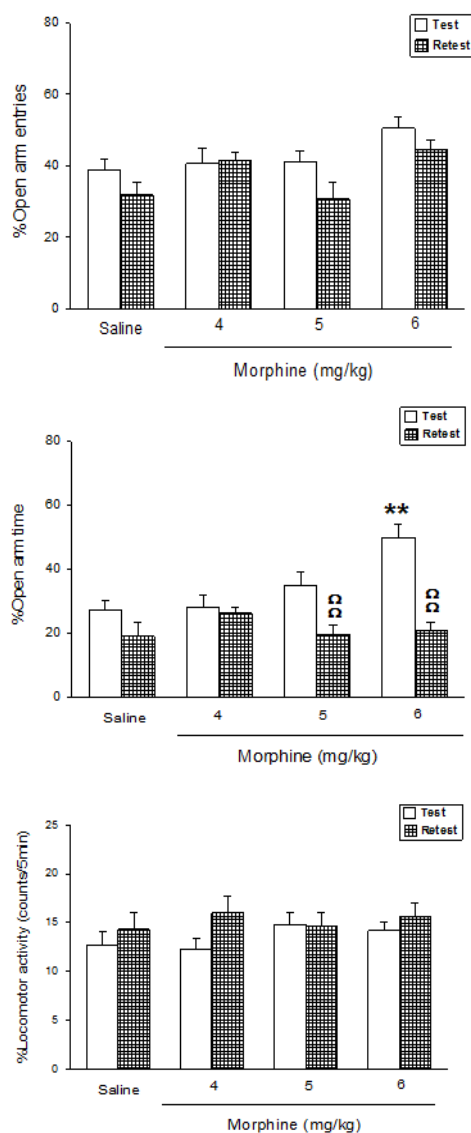 Test
Retest
80
60
40
20
0
%Open arm entries
Saline 4 5 6
Morphine (mg/kg)
Test
Retest
80
60
40
20
0
%Open arm time
**
ΩΩ ΩΩ
Saline 4 5 6
Morphine (mg/kg)
Test
Retest
25
20
15
10
5
0
%Locomotor activity (counts/5min)
Saline 4 5 6
Morphine (mg/kg)